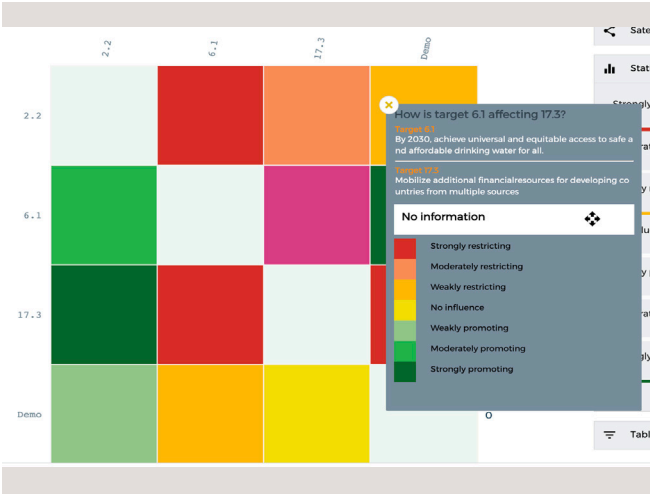 2.2
6.1
17.3
Demo
Sate
Stat
2.2
6.1
17.3
Demo
How is target 6.1 affecting 17.3?
Target 6.1
By 2030, achieve universal and equitable access to safe a
nd affordable drinking water for all.
Target 17.3
Mobilize additional financialresources for developing co
untries from multiple sources
No information
Strongly restricting
Moderately restricting
Weakly restricting
No influence
Weakly promoting
Moderately promoting
Strongly promoting
0
Tabl